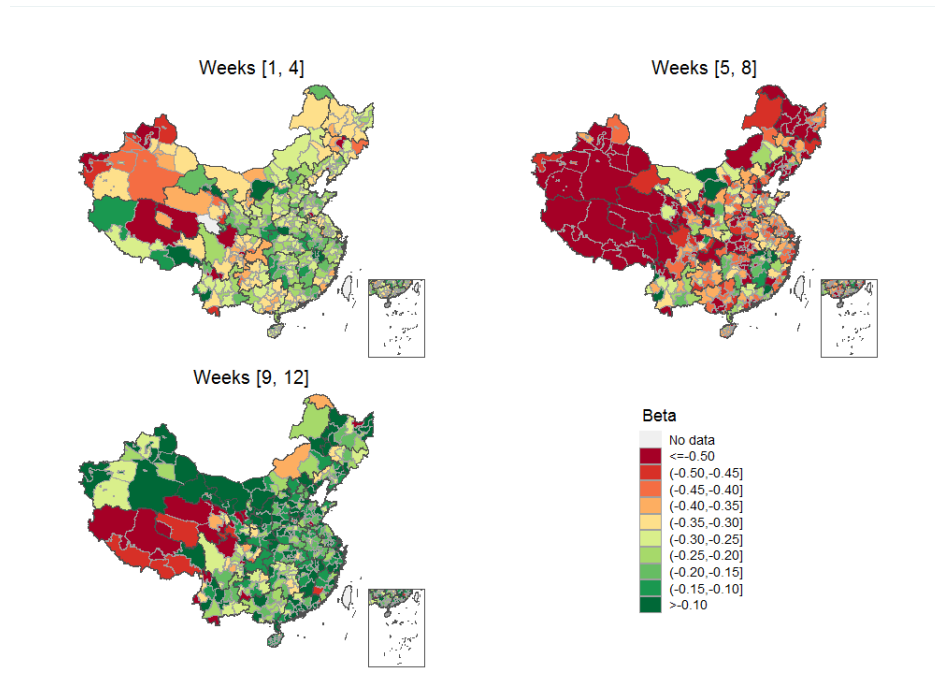 Weeks [1, 4]
Weeks [5, 8]
Weeks [9, 12]
Beta
No data
<=-0.50
(-0.50,-0.45]
(-0.45,-0.40]
(-0.40,-0.35]
(-0.35,-0.30]
(-0.30,-0.25]
(-0.25,-0.20]
(-0.20,-0.15]
(-0.15,-0.10]
>-0.10